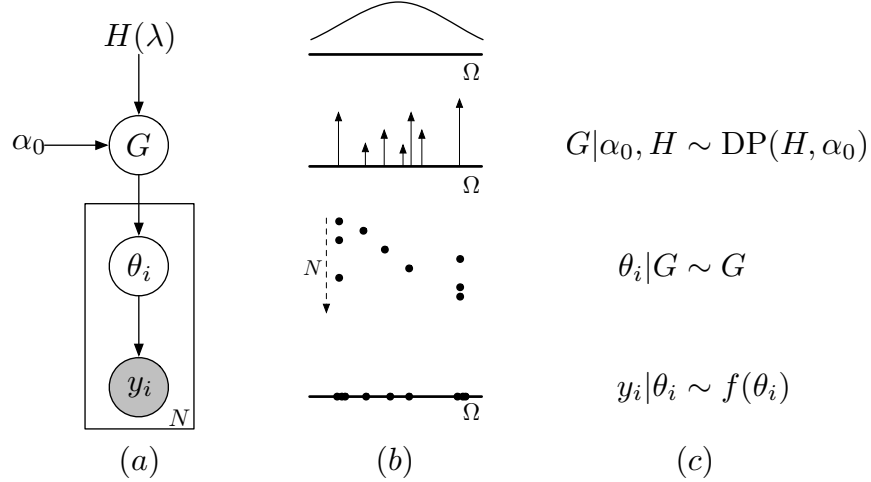 H(λ)
Ω
α₀ G Ω G|α₀, H ∼ DP(H, α₀)
θᵢ N θᵢ|G ∼ G
yᵢ N Ω yᵢ|θᵢ ∼ f(θᵢ)
(a) (b) (c)